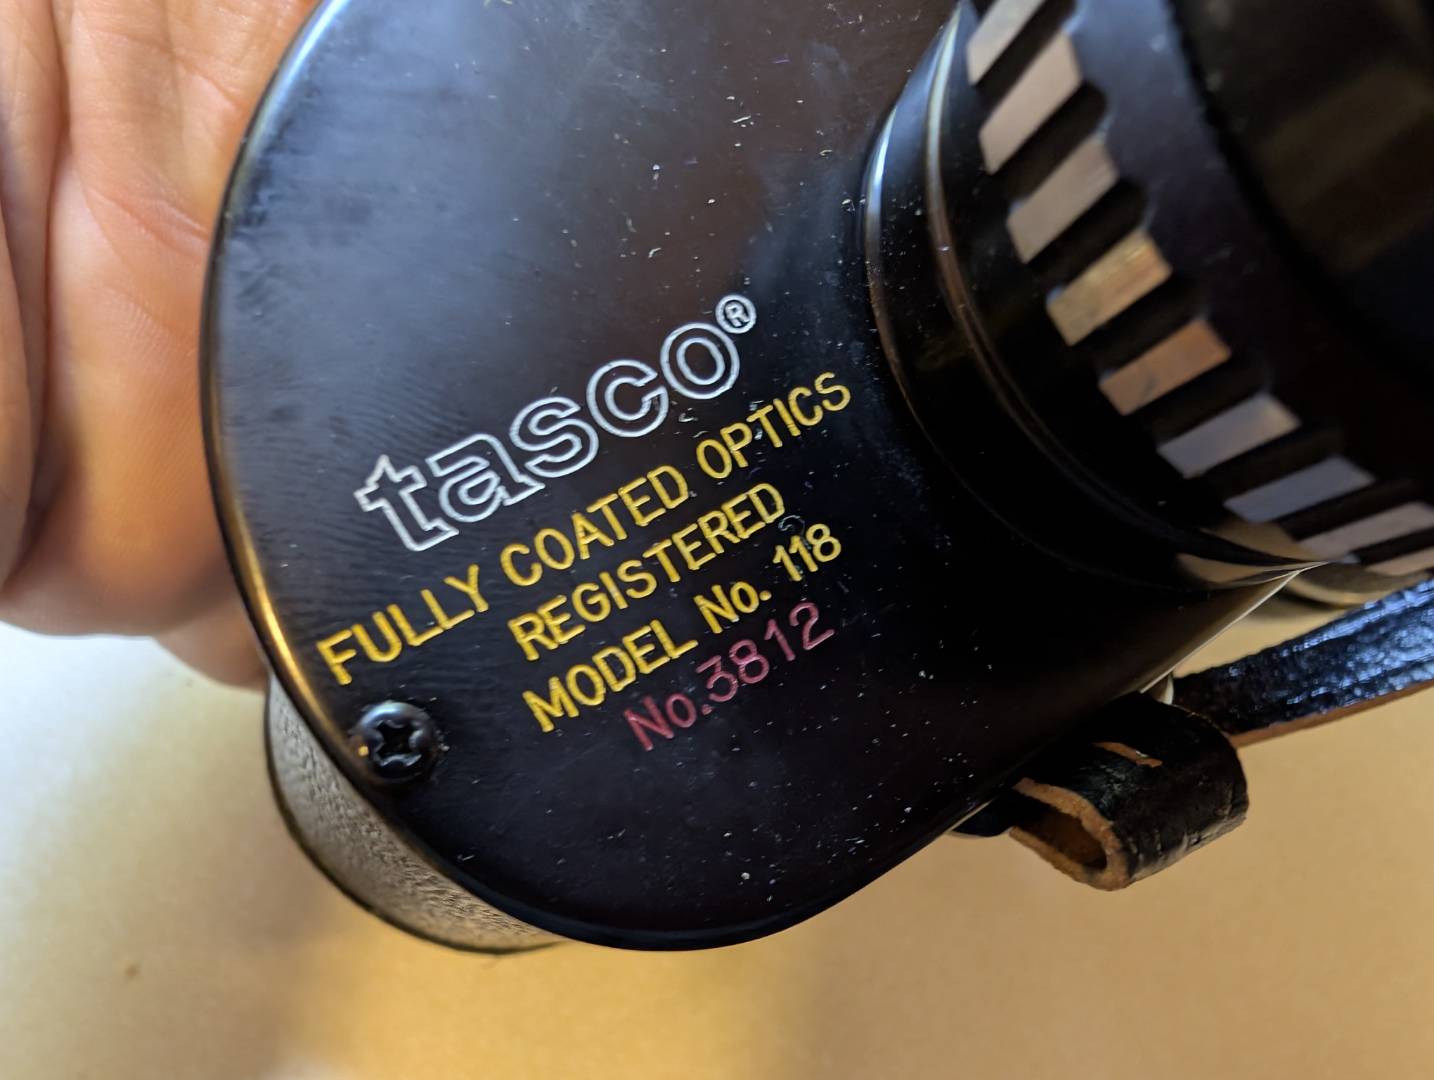 tasco®
FULLY COATED OPTICS
REGISTERED
MODEL No. 118
No.3812